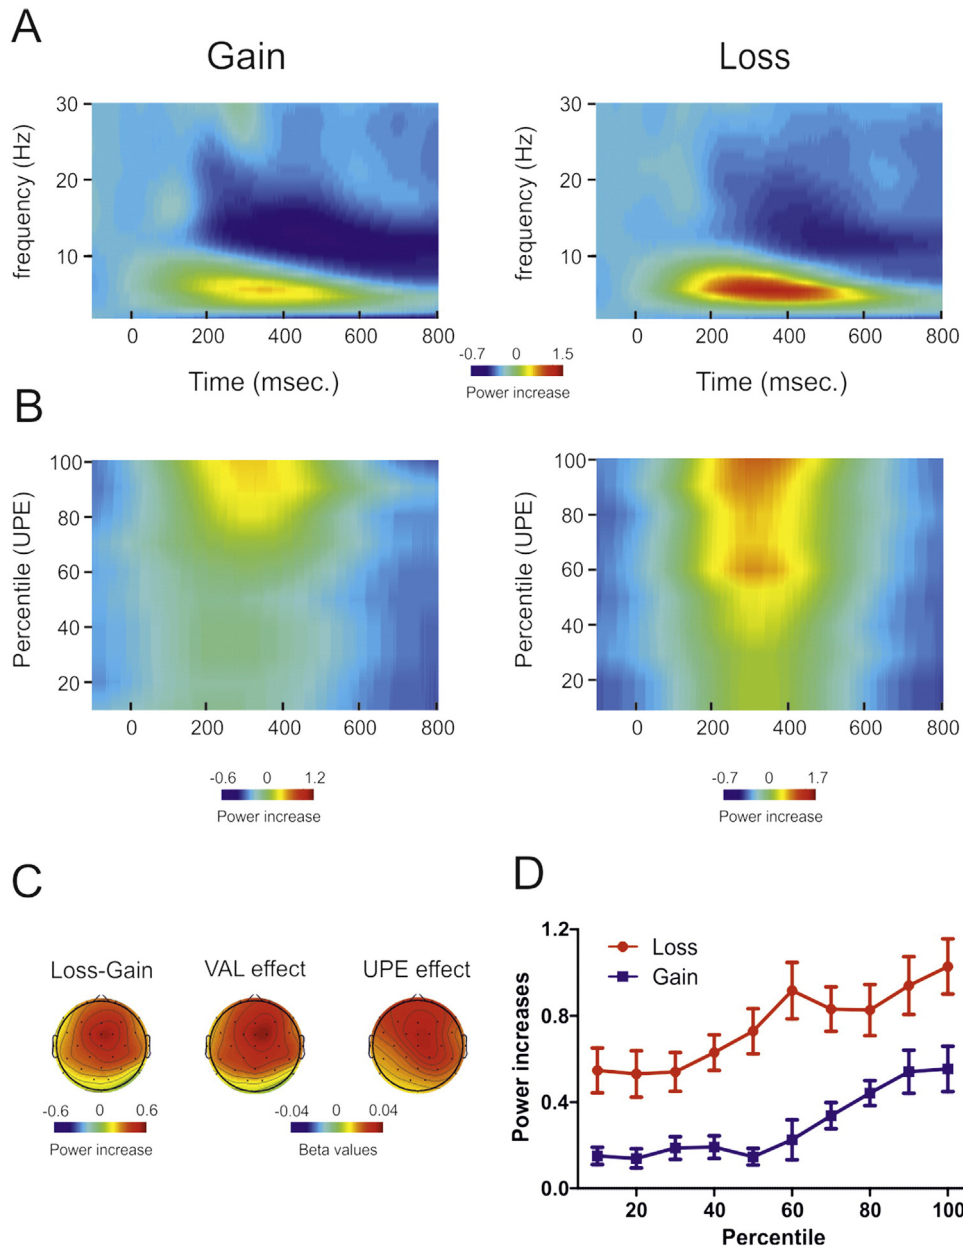 A
Gain
Loss
frequency (Hz)
30
20
10
0
200
400
600
800
Time (msec.)
frequency (Hz)
30
20
10
0
200
400
600
800
Time (msec.)
-0.7
0
1.5
Power increase
B
Percentile (UPE)
100
80
60
40
20
0
200
400
600
800
-0.6
0
1.2
Power increase
Percentile (UPE)
100
80
60
40
20
0
200
400
600
800
-0.7
0
1.7
Power increase
C
Loss-Gain
VAL effect
UPE effect
-0.6
0
0.6
Power increase
-0.04
0
0.04
Beta values
D
Power increases
1.2
0.8
0.4
0.0
Loss
Gain
20
40
60
80
100
Percentile